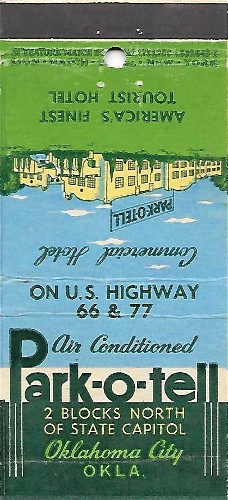 AMERICA'S FINEST
TOURIST HOTEL
PARK-O-TELL
Commercial Hotel
ON U.S. HIGHWAY
66 & 77
Air Conditioned
Park-o-tell
2 BLOCKS NORTH
OF STATE CAPITOL
Oklahoma City
OKLA.